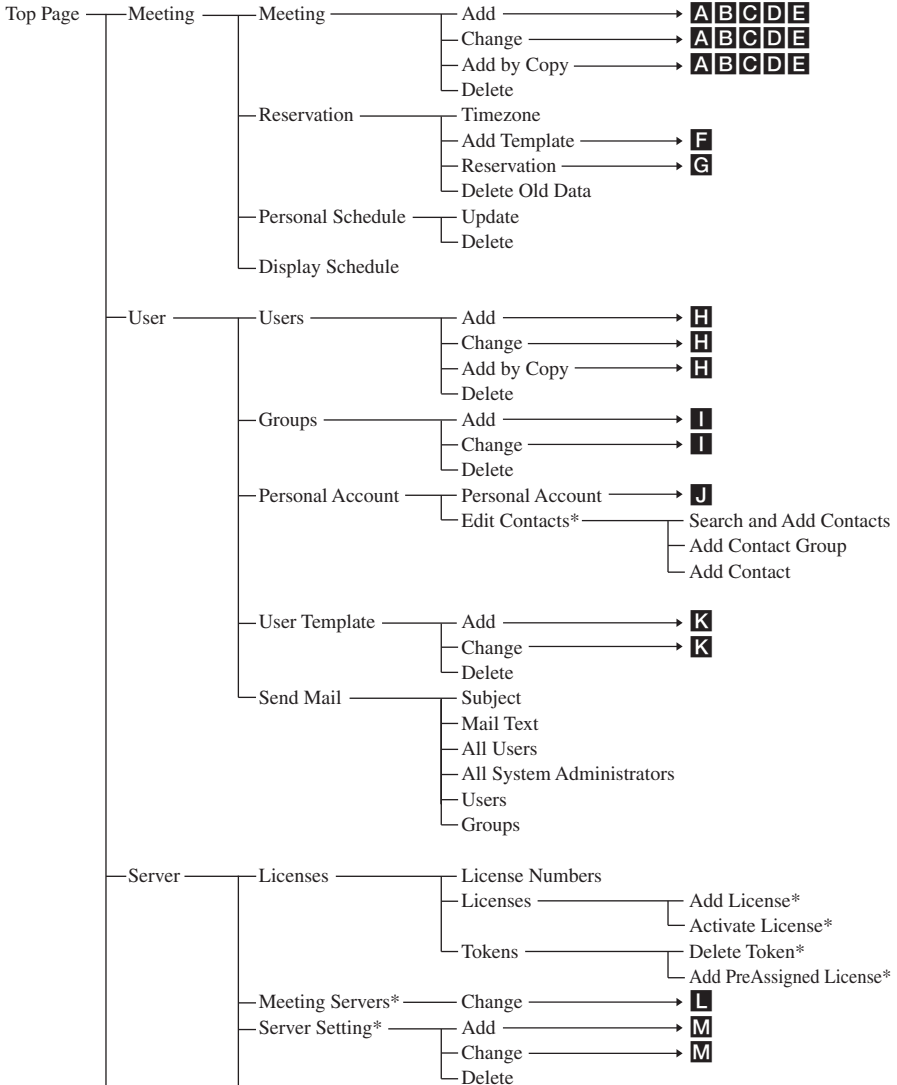 Top Page Meeting Meeting Add A B C D E
Change A B C D E
Add by Copy A B C D E
Delete
Reservation Timezone
Add Template F
Reservation G
Delete Old Data
Personal Schedule Update
Delete
Display Schedule
User Users Add H
Change H
Add by Copy H
Delete
Groups Add I
Change I
Delete
Personal Account Personal Account J
Edit Contacts* Search and Add Contacts
Add Contact Group
Add Contact
User Template Add K
Change K
Delete
Send Mail Subject
Mail Text
All Users
All System Administrators
Users
Groups
Server Licenses License Numbers
Licenses Add License*
Activate License*
Tokens Delete Token*
Add PreAssigned License*
Meeting Servers* Change L
Server Setting* Add M
Change M
Delete